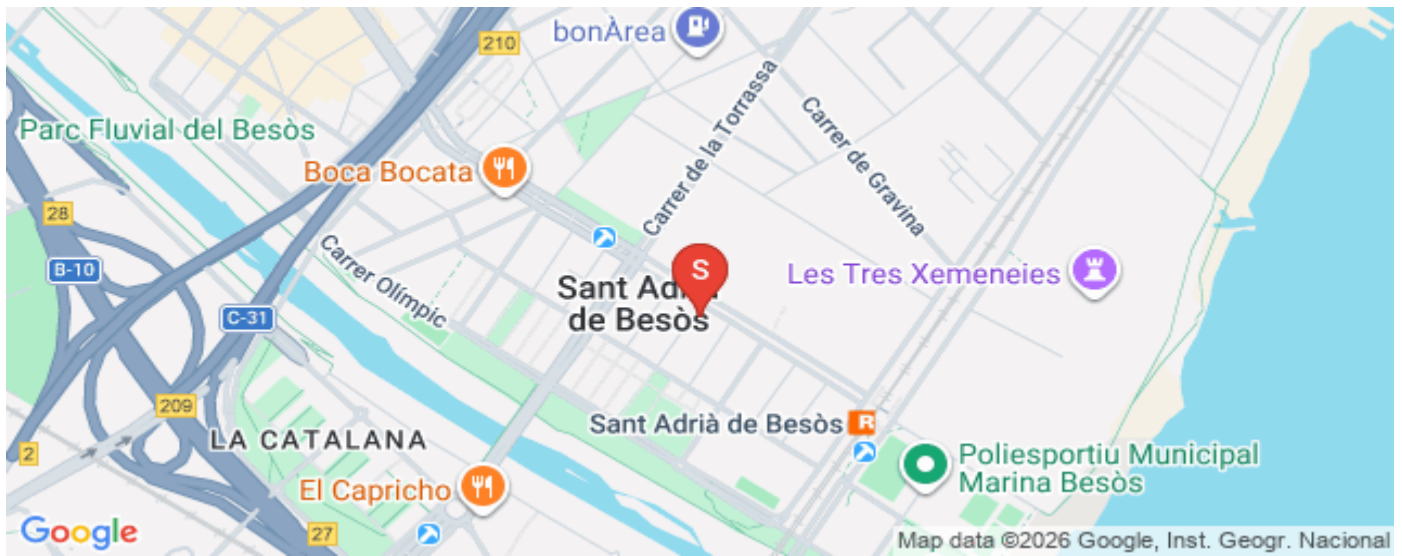 210
bonÀrea
Carrer de la Torrassa
Carrer de Gravina
Parc Fluvial del Besòs
Boca Bocata
28
B-10
Carrer Olímpic
S
Sant Adrià
de Besòs
Les Tres Xemeneies
C-31
209
LA CATALANA
2
Sant Adrià de Besòs
R
Poliesportiu Municipal
Marina Besòs
El Capricho
27
Google
Map data ©2026 Google, Inst. Geogr. Nacional